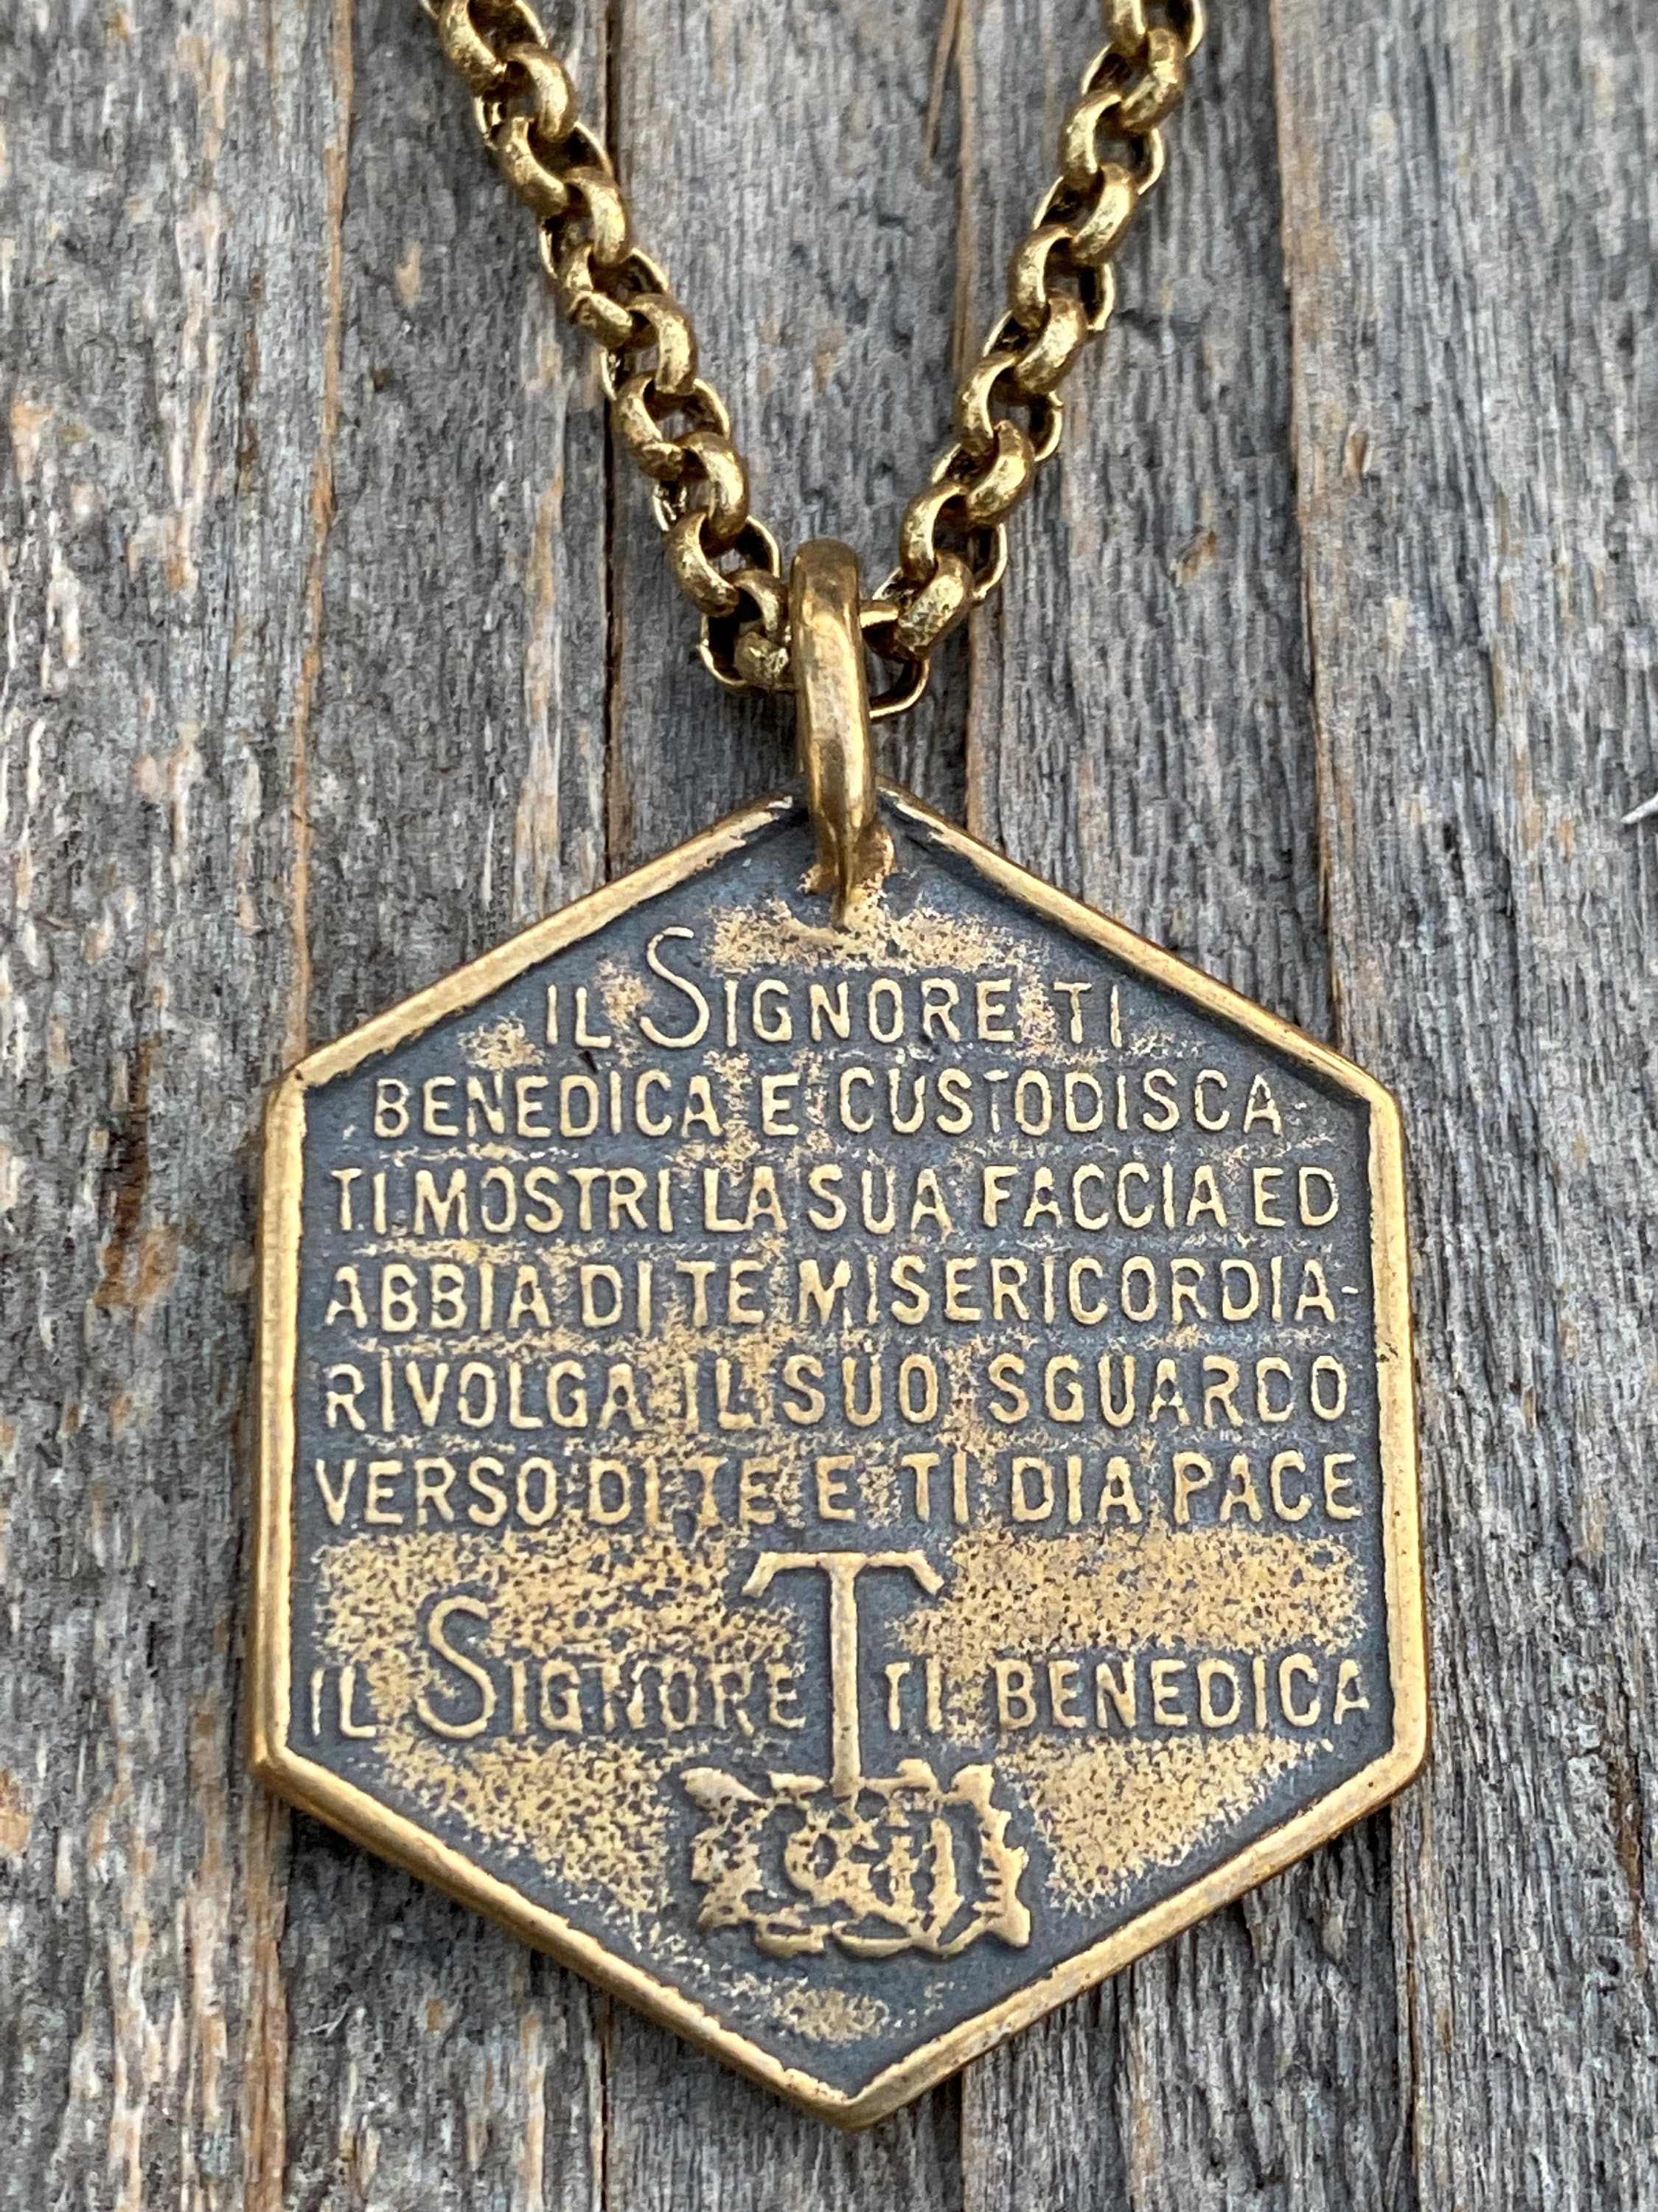 IL SIGNORE TI
BENEDICA E CUSTODISCA
TI MOSTRI LA SUA FACCIA ED
ABBIA DI TE MISERICORDIA-
RIVOLGA IL SUO SGUARDO
VERSO DI TE E TI DIA PACE
IL SIGNORE T TI BENEDICA